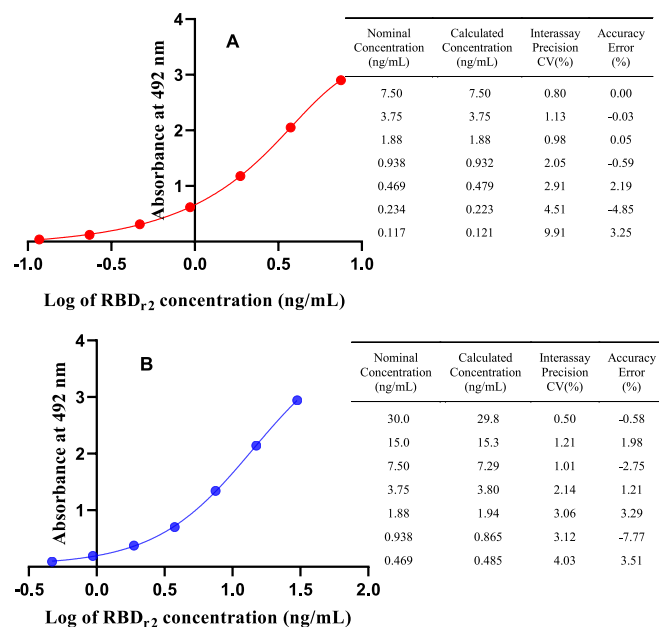 A
Absorbance at 492 nm
4
3
2
1
-1.0 -0.5 0.0 0.5 1.0
Log of RBDr2 concentration (ng/mL)
Nominal Calculated Interassay Accuracy
Concentration Concentration Precision Error
(ng/mL) (ng/mL) CV(%) (%)
7.50 7.50 0.80 0.00
3.75 3.75 1.13 -0.03
1.88 1.88 0.98 0.05
0.938 0.932 2.05 -0.59
0.469 0.479 2.91 2.19
0.234 0.223 4.51 -4.85
0.117 0.121 9.91 3.25
B
Absorbance at 492 nm
4
3
2
1
-0.5 0.0 0.5 1.0 1.5 2.0
Log of RBDr2 concentration (ng/mL)
Nominal Calculated Interassay Accuracy
Concentration Concentration Precision Error
(ng/mL) (ng/mL) CV(%) (%)
30.0 29.8 0.50 -0.58
15.0 15.3 1.21 1.98
7.50 7.29 1.01 -2.75
3.75 3.80 2.14 1.21
1.88 1.94 3.06 3.29
0.938 0.865 3.12 -7.77
0.469 0.485 4.03 3.51